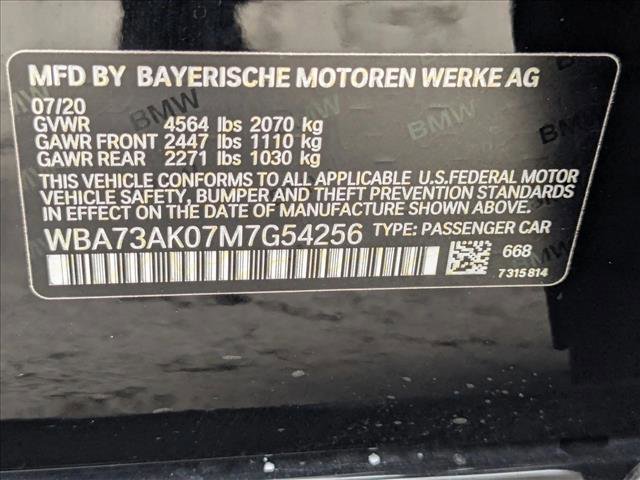 MFD BY BAYERISCHE MOTOREN WERKE AG
07/20
GVWR 4564 lbs 2070 kg
GAWR FRONT 2447 lbs 1110 kg
GAWR REAR 2271 lbs 1030 kg
THIS VEHICLE CONFORMS TO ALL APPLICABLE U.S.FEDERAL MOTOR
VEHICLE SAFETY, BUMPER AND THEFT PREVENTION STANDARDS
IN EFFECT ON THE DATE OF MANUFACTURE SHOWN ABOVE.
WBA73AK07M7G54256 TYPE: PASSENGER CAR
668
7315814
BMW
BMW